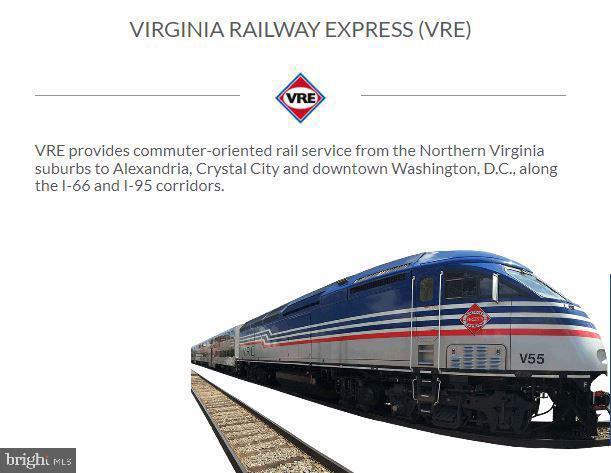 VIRGINIA RAILWAY EXPRESS (VRE)
VRE
VRE provides commuter-oriented rail service from the Northern Virginia
suburbs to Alexandria, Crystal City and downtown Washington, D.C., along
the I-66 and I-95 corridors.
V55
bright MLS